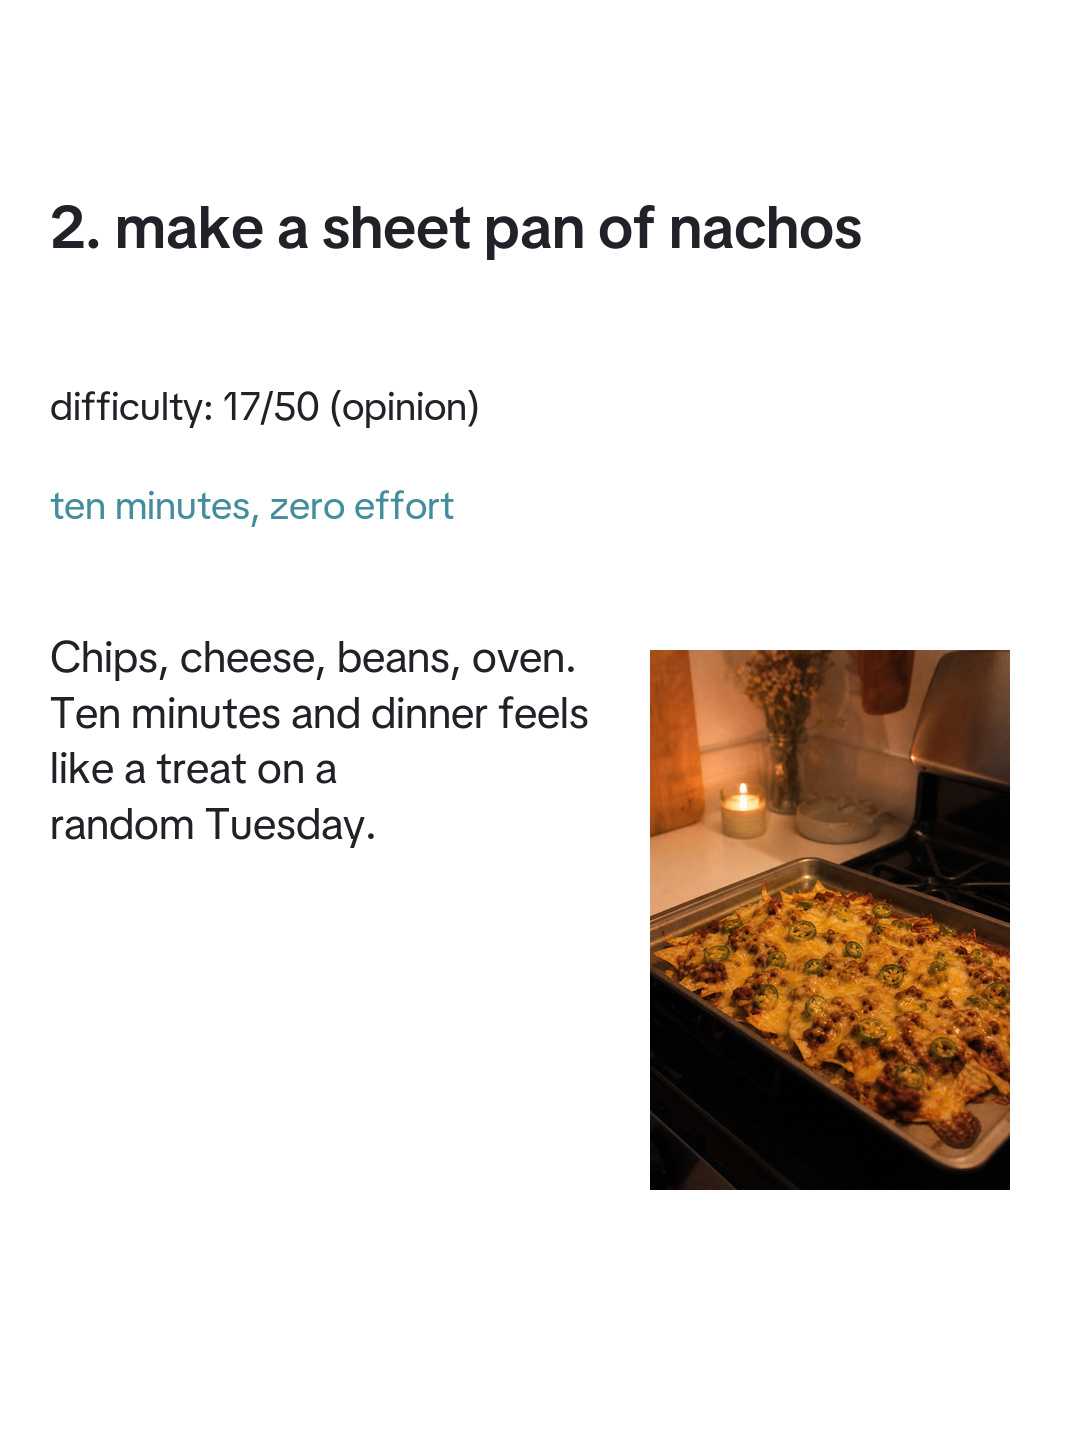 2. make a sheet pan of nachos
difficulty: 17/50 (opinion)
ten minutes, zero effort
Chips, cheese, beans, oven.
Ten minutes and dinner feels
like a treat on a
random Tuesday.